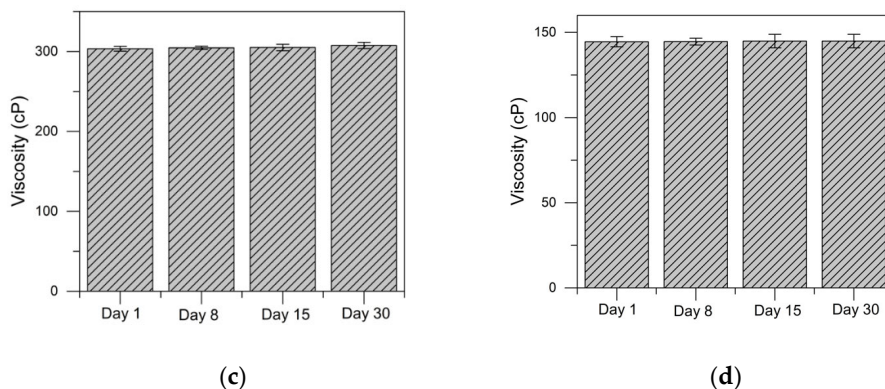 Viscosity (cP)
300
200
100
0
Day 1 Day 8 Day 15 Day 30
(c)
Viscosity (cP)
150
100
50
0
Day 1 Day 8 Day 15 Day 30
(d)